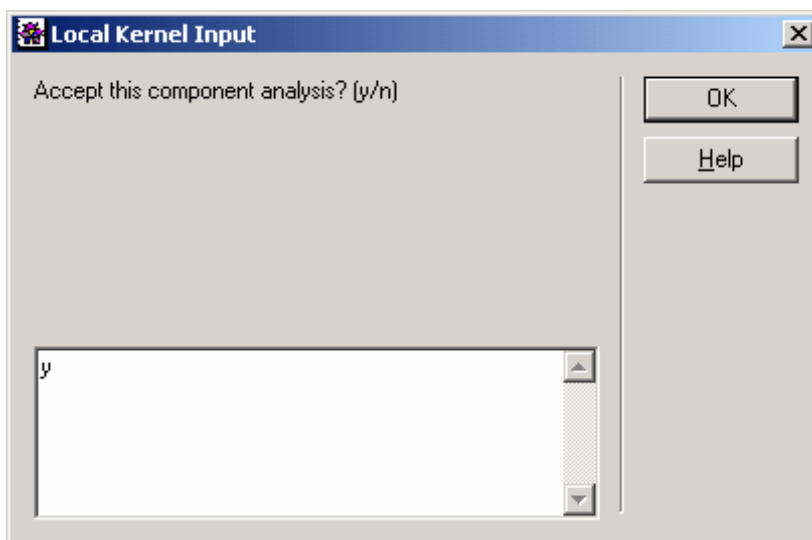 Local Kernel Input
Accept this component analysis? (y/n)
OK
Help
y